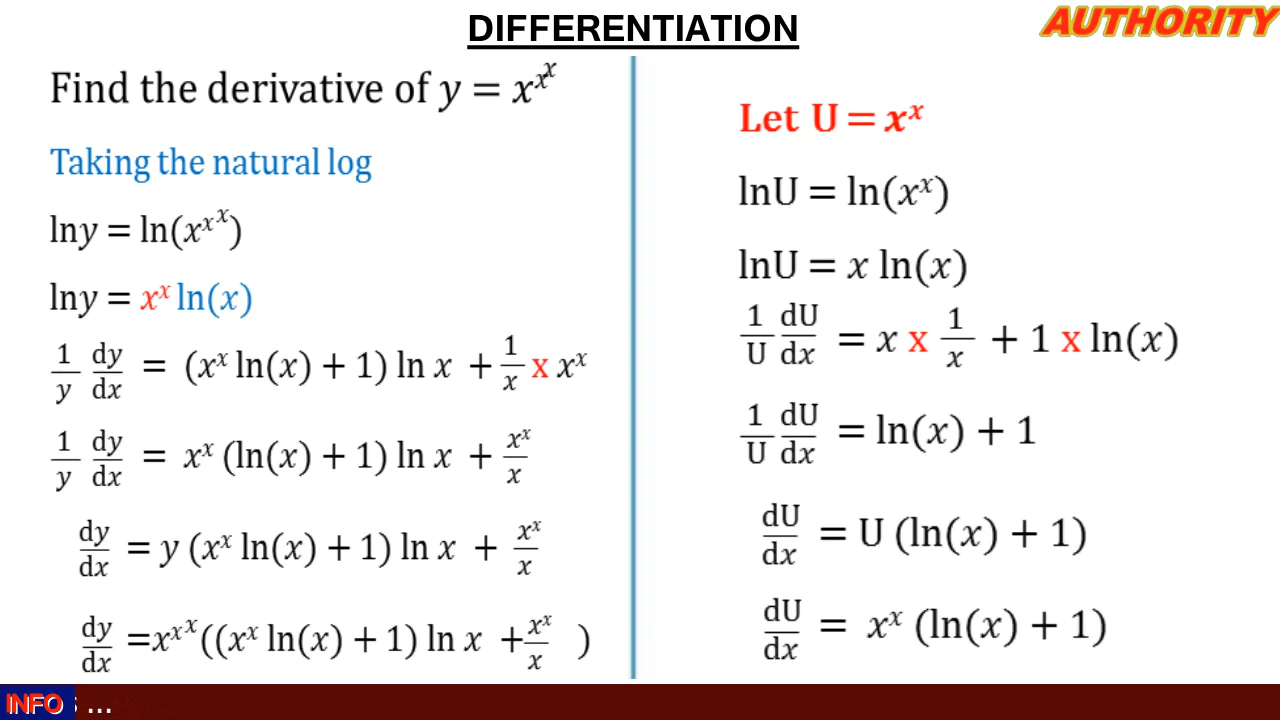 DIFFERENTIATION
AUTHORITY
Find the derivative of y = x^{x^x}
Taking the natural log
lny = ln(x^{x^x})
lny = x^x ln(x)
1/y dy/dx = (x^x ln(x) + 1) ln x + 1/x x x^x
1/y dy/dx = x^x (ln(x) + 1) ln x + x^x/x
dy/dx = y (x^x ln(x) + 1) ln x + x^x/x
dy/dx =x^{x^x}((x^x ln(x) + 1) ln x +x^x/x )
Let U = x^x
lnU = ln(x^x)
lnU = x ln(x)
1/U dU/dx = x x 1/x + 1 x ln(x)
1/U dU/dx = ln(x) + 1
dU/dx = U (ln(x) + 1)
dU/dx = x^x (ln(x) + 1)
INFO ...